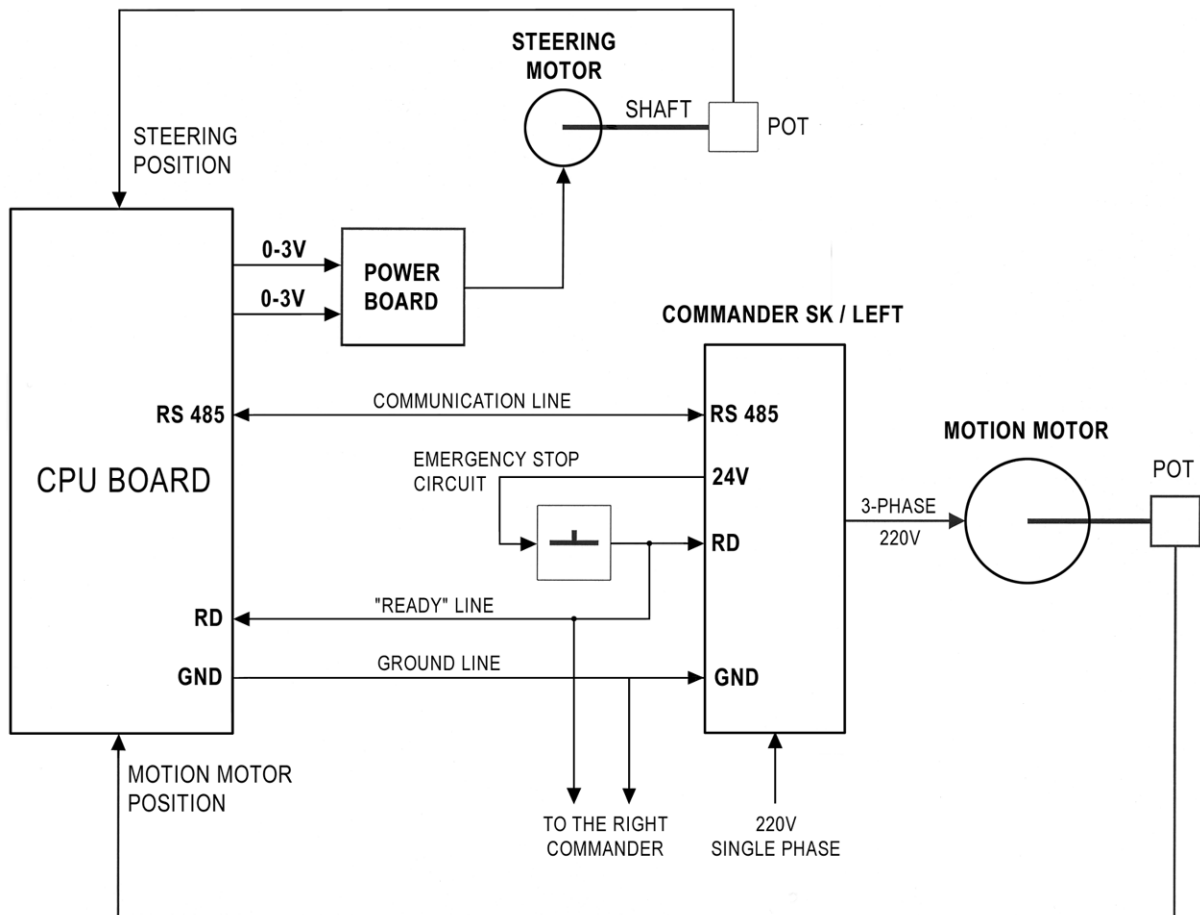 STEERING
MOTOR
SHAFT
POT
STEERING
POSITION
0-3V
0-3V
POWER
BOARD
COMMANDER SK / LEFT
RS 485
COMMUNICATION LINE
RS 485
MOTION MOTOR
CPU BOARD
EMERGENCY STOP
CIRCUIT
24V
POT
3-PHASE
220V
RD
RD
"READY" LINE
GND
GROUND LINE
GND
MOTION MOTOR
POSITION
TO THE RIGHT
COMMANDER
220V
SINGLE PHASE